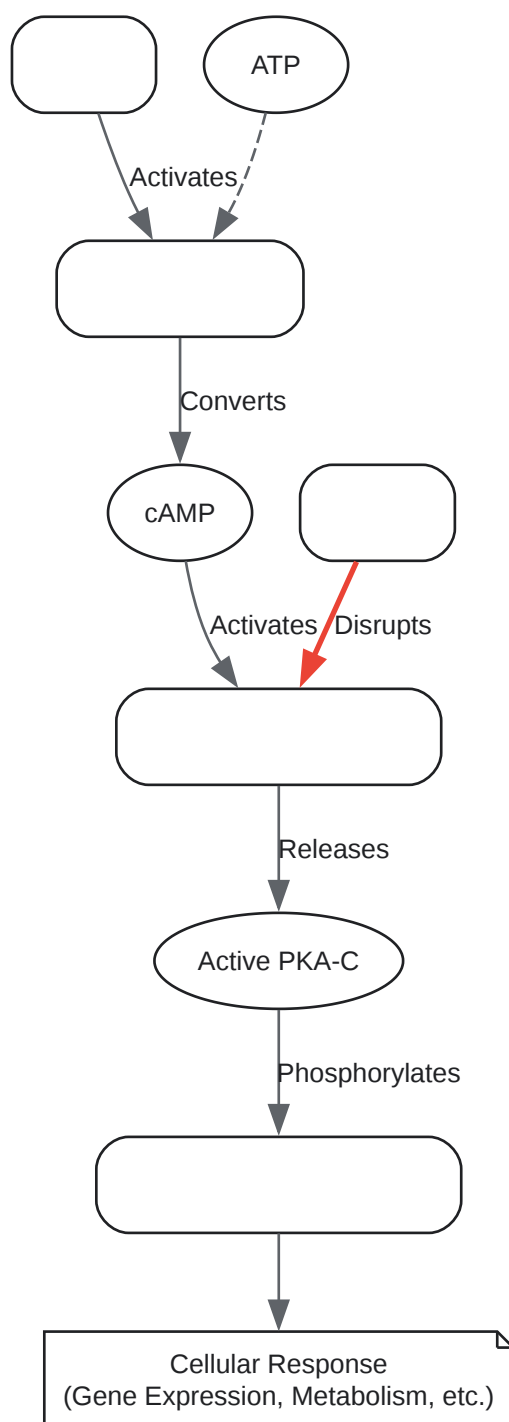 ATP
Activates
Converts
cAMP
Activates
Disrupts
Releases
Active PKA-C
Phosphorylates
Cellular Response
(Gene Expression, Metabolism, etc.)